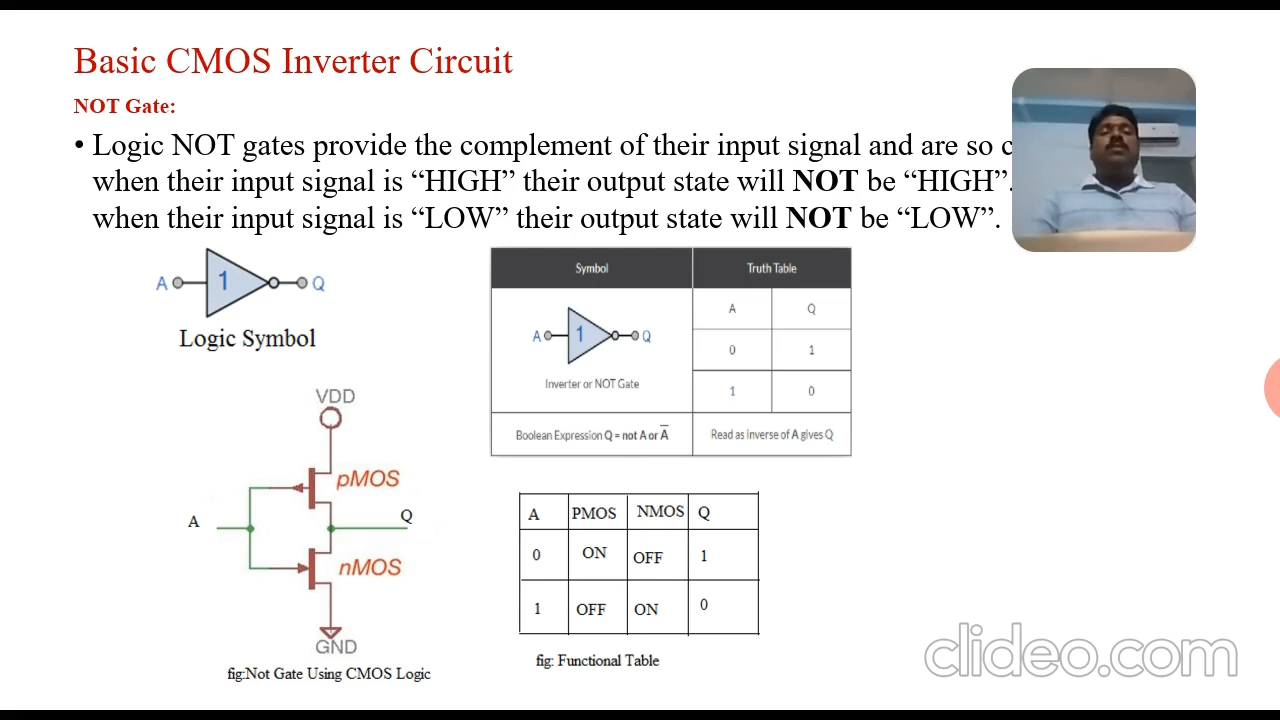 Basic CMOS Inverter Circuit
NOT Gate:
• Logic NOT gates provide the complement of their input signal and are so
when their input signal is “HIGH” their output state will NOT be “HIGH”.
when their input signal is “LOW” their output state will NOT be “LOW”.
A 1 Q
Logic Symbol
Symbol Truth Table
A Q
A 1 Q
0 1
Inverter or NOT Gate
1 0
Boolean Expression Q = not A or A̅ Read as Inverse of A gives Q
VDD
pMOS
A Q
nMOS
GND
fig:Not Gate Using CMOS Logic
A PMOS NMOS Q
0 ON OFF 1
1 OFF ON 0
fig: Functional Table
clideo.com